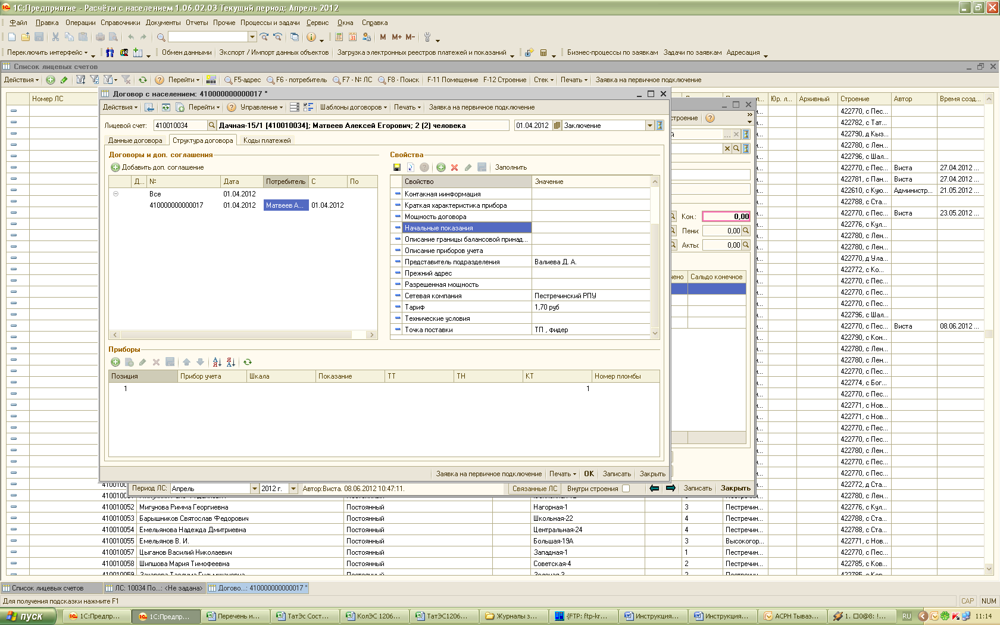 1С:Предприятие - Расчёты с населением 1.06.02.03 Текущий период: Апрель 2012
Файл Правка Операции Справочники Документы Отчеты Прочие Процессы и задачи Сервис Окна Справка
M M+ M-
Переключить интерфейс Обмен данными Экспорт / Импорт данных объектов Загрузка электронных реестров платежей и показаний Бизнес-процессы по заявкам Задачи по заявкам Адресация
Список лицевых счетов
Действия Перейти F5-адрес F6 - потребитель F7 - № ЛС F8 - Поиск F-11 Помещение F-12 Строение Стек Печать Заявка на первичное подключение
Номер ЛС
Юр. л... Архивный Строение Автор Время созд...
Договор с населением: 410000000000017 *
Действия Перейти Управление Шаблоны договоров Печать Заявка на первичное подключение
Лицевой счет: 410010034 Дачная-15/1 [410010034]; Матвеев Алексей Егорович; 2 (2) человека 01.04.2012 Заключение
Данные договора Структура договора Коды платежей
Договоры и доп. соглашения
Добавить доп. соглашение
Д... № Дата Потребитель С По
Все 01.04.2012
410000000000017 01.04.2012 Матвеев А... 01.04.2012
Свойства
Заполнить
Свойство Значение
Контакная иинформация
Краткая характеристика прибора
Мощность договора
Начальные показания
Описание границы балансовой принад...
Описание приборов учета
Представитель подразделения Валиева Д. А.
Прежний адрес
Разрешенная мощность
Сетевая компания Пестречинский РПУ
Тариф 1,70 руб
Технические условия
Точка поставки ТП , фидер
Приборы
Позиция Прибор учета Шкала Показание ТТ ТН КТ Номер пломбы
1 1
Заявка на первичное подключение Печать OK Записать Закрыть
строение
Кон.: 0,00
Пени: 0,00
Акты: 0,00
чено Сальдо конечное
422770, с Пес...
422782, с Тат...
422790, д Кыз...
422780, с Лен...
422796, с Шал...
422770, с Пес... Виста 27.04.2012 ...
422781, с Пан... Виста 27.04.2012 ...
422610, с Кую... Администр... 21.05.2012 ...
422788, с Ста...
422770, с Пес... Виста 23.05.2012 ...
422776, с Кул...
422780, с Лен...
422780, с Лен...
422770, д Ула...
422772, с Ко...
422770, с Пес...
422770, с Пес...
422770, с Пес...
422796, с Шал...
422770, с Пес... Виста 08.06.2012 ...
422790, с Кон...
422780, с Лен...
422780, с Лен...
422770, с Пес...
422774, с Бог...
422770, с Пес...
422771, с Нов...
422771, с Нов...
422770, с Пес...
422770, с Пес...
422780, с Лен...
422770, с Пес...
422770, с Пес...
422772, д Ста...
422780, с Лен...
Период ЛС: Апрель 2012 г. Автор:Виста. 08.06.2012 10:47:11. Связанные ЛС Внутри строения Записать Закрыть
410010052 Мигунова Римма Георгиевна Постоянный Нагорная-1 3 Пестречин... 422776, с Кул...
410010053 Барышников Святослав Федорович Постоянный Школьная-22 4 Пестречин... 422788, с Ста...
410010054 Емельянова Надежда Дмитриевна Постоянный Центральная-24 4 Пестречин... 422788, с Ста...
410010055 Емельянов В. И. Постоянный Большая-19А 3 Высокогор... 422771, с Нов...
410010057 Цыганов Василий Николаевич Постоянный Западная-1 1 Пестречин... 422770, с Пес...
410010058 Шипшова Мария Тимофеевна Постоянный Советская-4 2 Пестречин... 422785, с Ков...
Список лицевых счетов ЛС: 10034 По...: <Не задана> Догово...: 410000000000017 *
Для получения подсказки нажмите F1 CAP NUM
пуск 1С:Предпр... 1С:Предпр... Перечень и... ТатЭс Сост... КолЭС 1206... ТатЭС1206... Журналы з... {FTP: ftp-kr... Инструкция... Инструкция... АСРН Тываз... 1. □0@8: !... RU 11:14